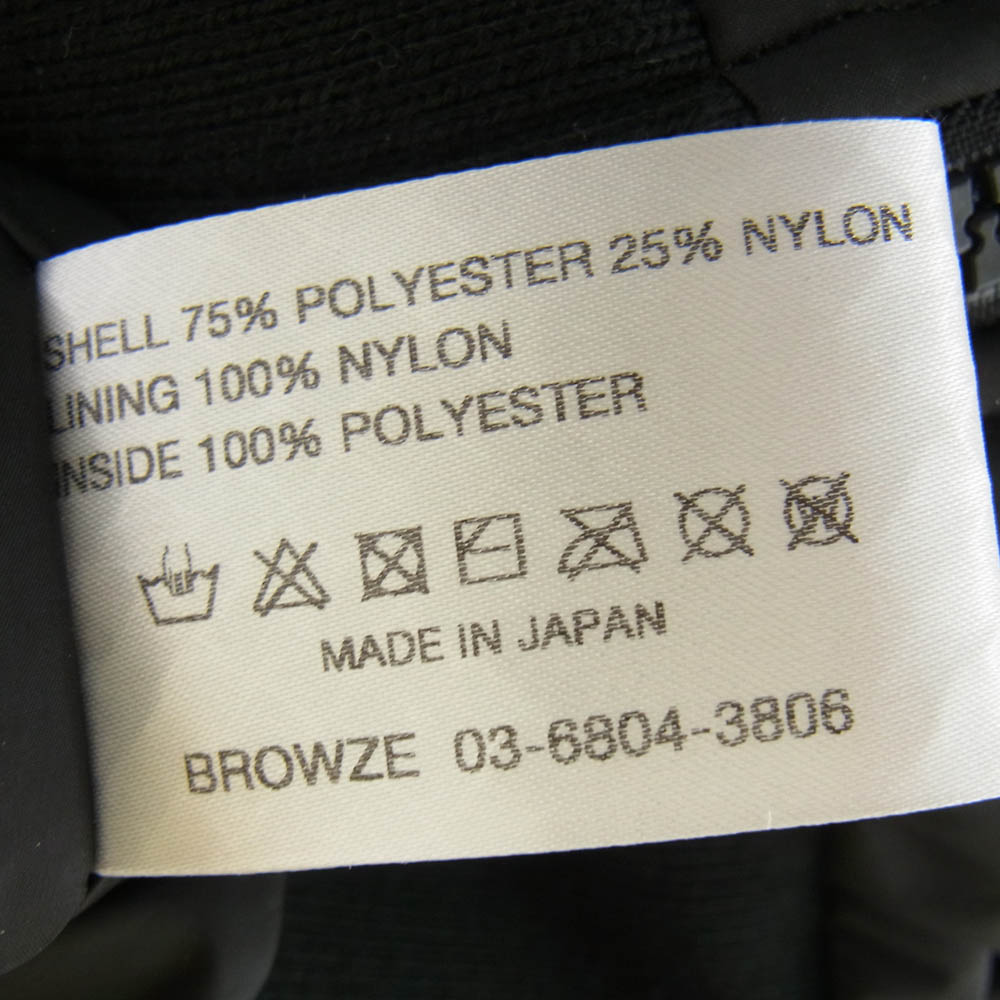 SHELL 75% POLYESTER 25% NYLON
LINING 100% NYLON
INSIDE 100% POLYESTER
MADE IN JAPAN
BROWZE 03-6804-3806